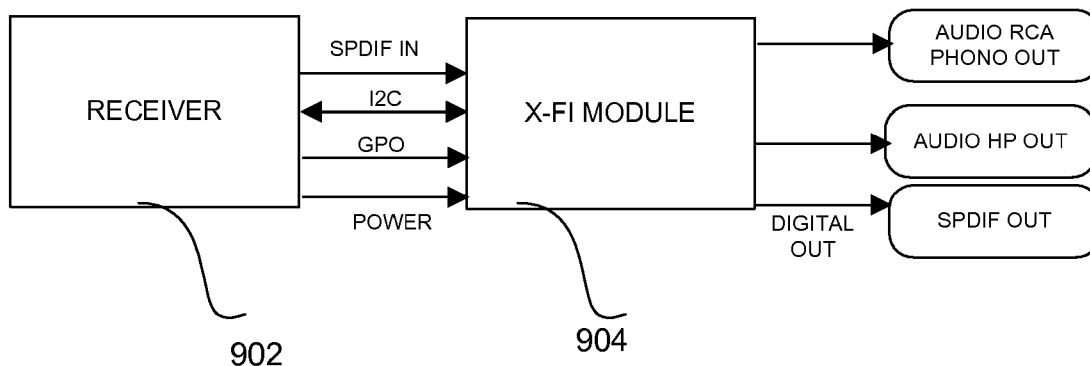 RECEIVER
SPDIF IN
I2C
GPO
POWER
X-FI MODULE
DIGITAL
OUT
AUDIO RCA
PHONO OUT
AUDIO HP OUT
SPDIF OUT
902
904